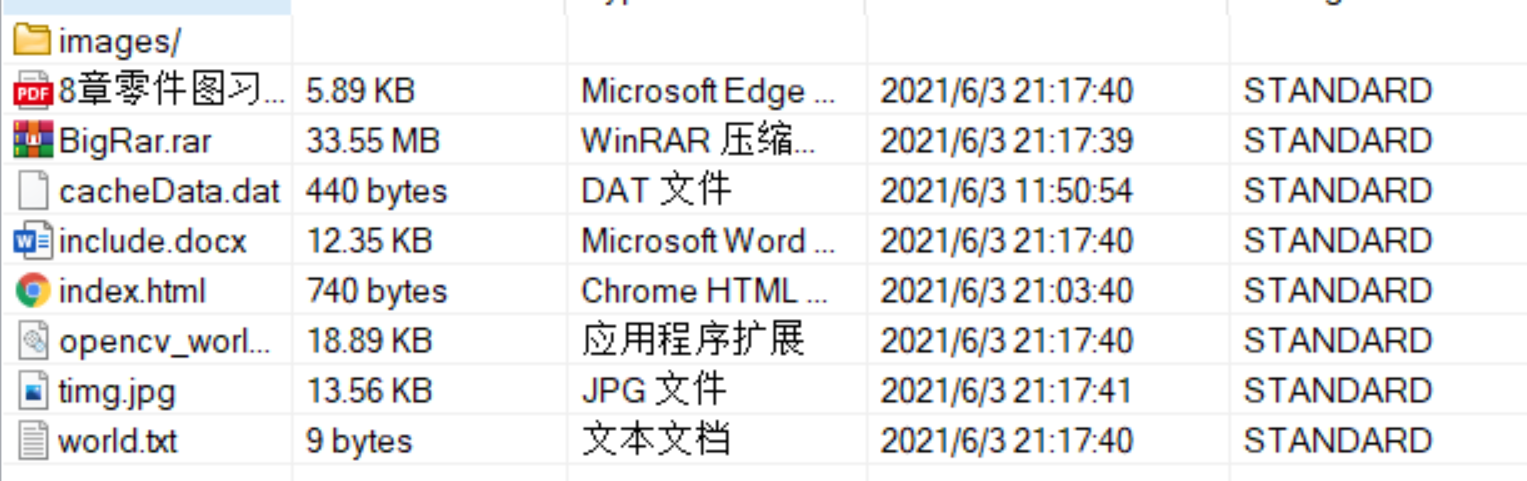 images/
8章零件图习... 5.89 KB Microsoft Edge ... 2021/6/3 21:17:40 STANDARD
BigRar.rar 33.55 MB WinRAR 压缩... 2021/6/3 21:17:39 STANDARD
cacheData.dat 440 bytes DAT 文件 2021/6/3 11:50:54 STANDARD
include.docx 12.35 KB Microsoft Word ... 2021/6/3 21:17:40 STANDARD
index.html 740 bytes Chrome HTML ... 2021/6/3 21:03:40 STANDARD
opencv_worl... 18.89 KB 应用程序扩展 2021/6/3 21:17:40 STANDARD
timg.jpg 13.56 KB JPG 文件 2021/6/3 21:17:41 STANDARD
world.txt 9 bytes 文本文档 2021/6/3 21:17:40 STANDARD